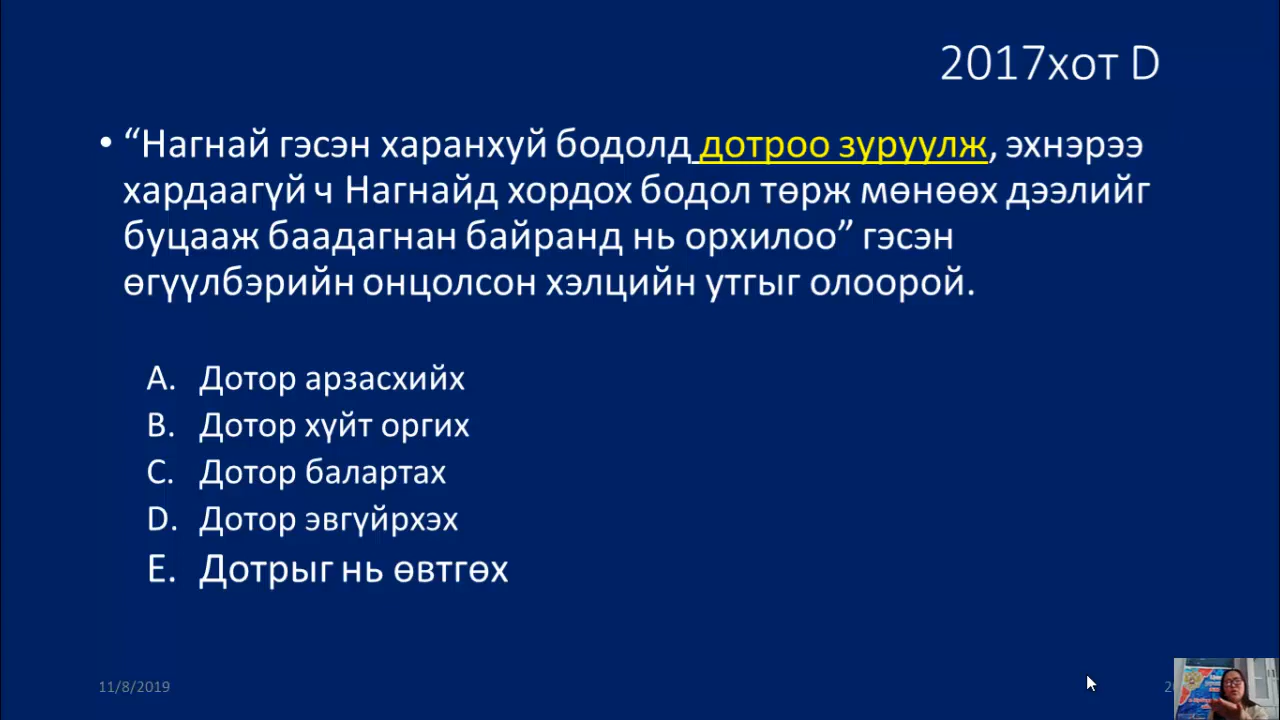 2017хот D
• “Нагнай гэсэн харанхуй бодолд дотроо зуруулж, эхнэрээ
хардаагүй ч Нагнайд хордох бодол төрж мөнөөх дээлийг
буцааж баадагнан байранд нь орхилоо” гэсэн
өгүүлбэрийн онцолсон хэлцийн утгыг олоорой.
A. Дотор арзасхийх
B. Дотор хүйт оргих
C. Дотор балартах
D. Дотор эвгүйрхэх
E. Дотрыг нь өвтгөх
11/8/2019